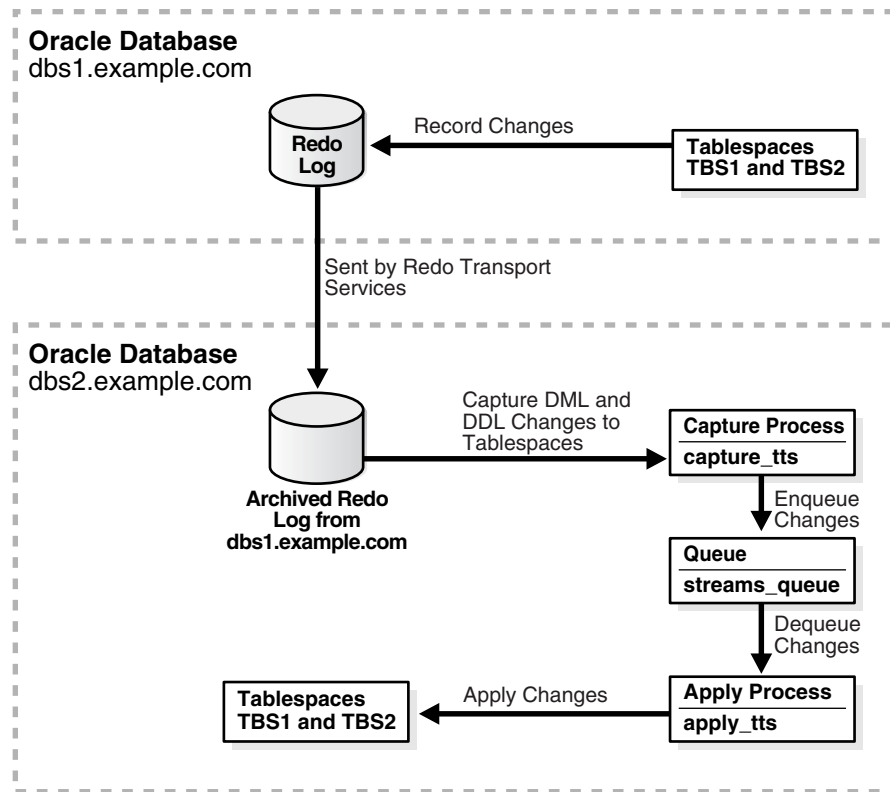 Oracle Database
dbs1.example.com
Redo
Log
Record Changes
Tablespaces
TBS1 and TBS2
Sent by Redo Transport
Services
Oracle Database
dbs2.example.com
Archived Redo
Log from
dbs1.example.com
Capture DML and
DDL Changes to
Tablespaces
Capture Process
capture_tts
Enqueue
Changes
Queue
streams_queue
Dequeue
Changes
Apply Process
apply_tts
Apply Changes
Tablespaces
TBS1 and TBS2